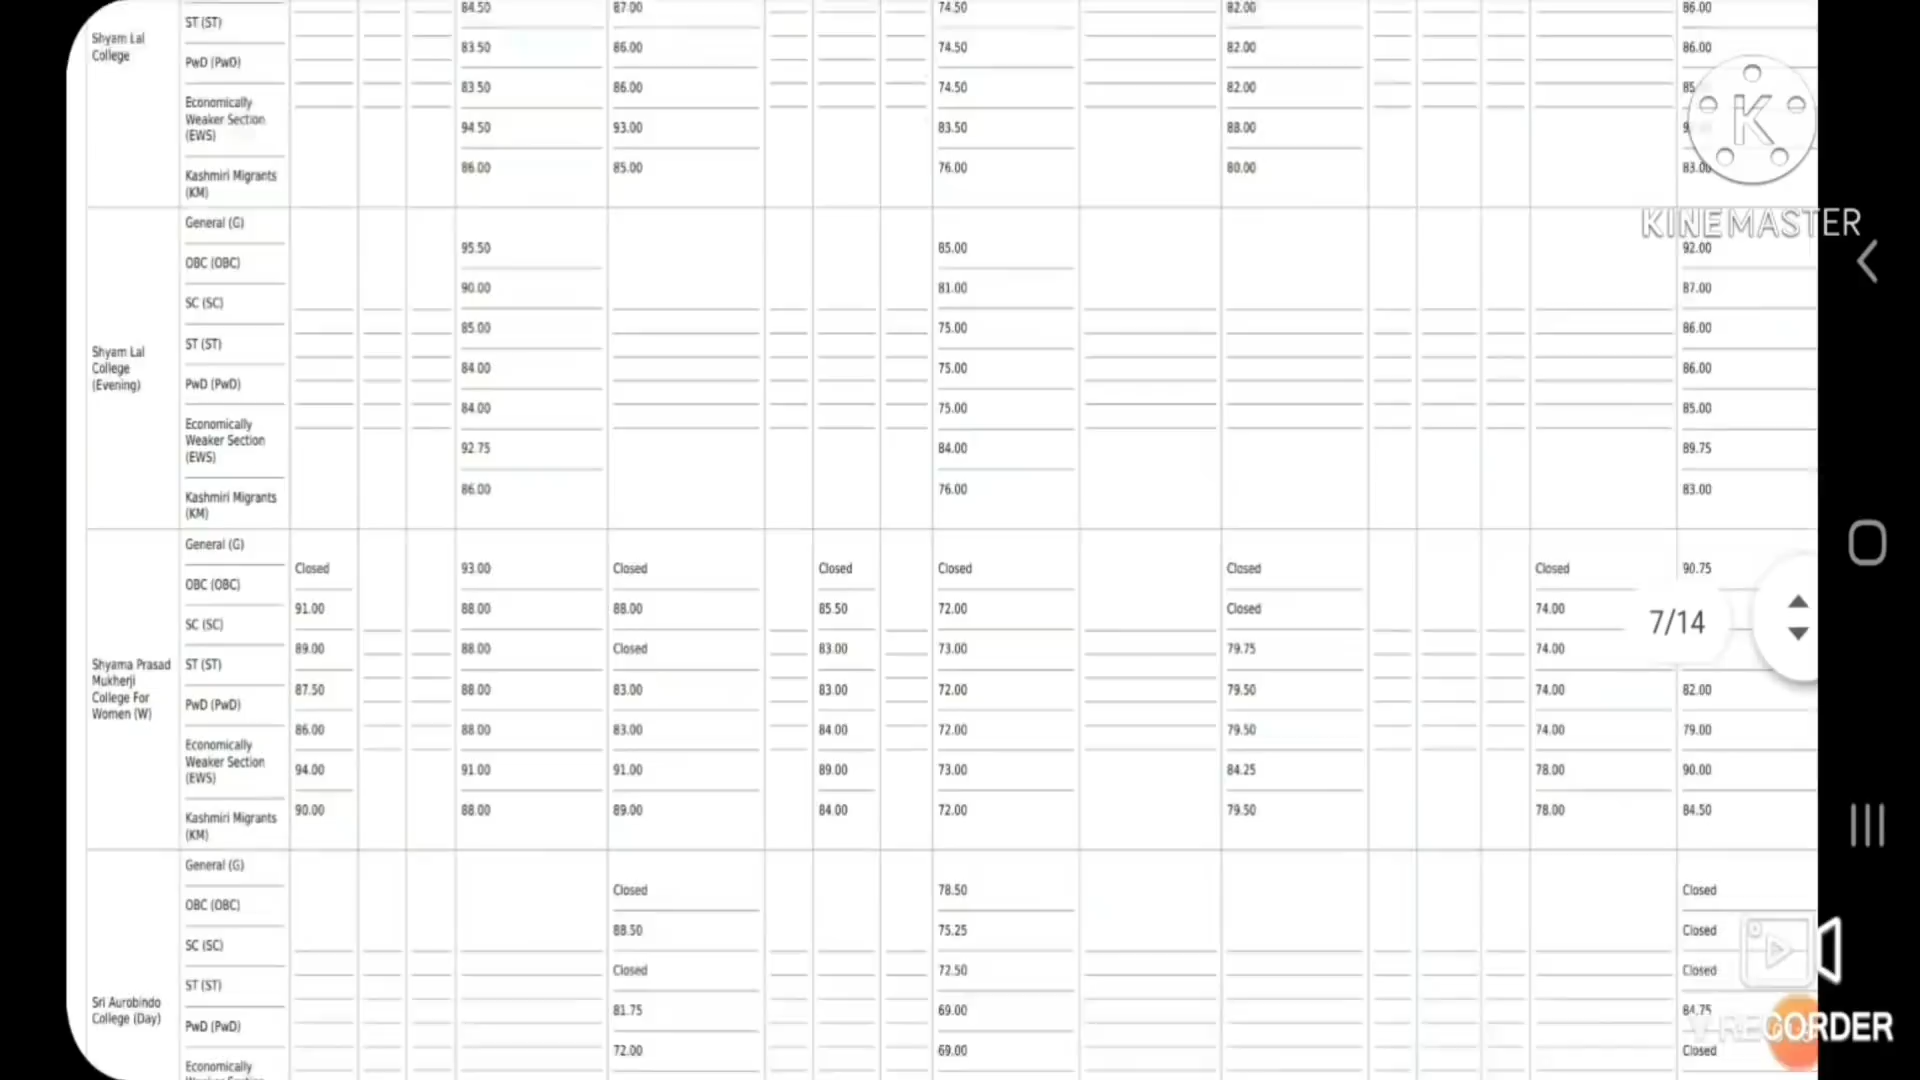 84.50 87.00 74.50 82.00 86.00
ST (ST)
Shyam Lal
College
83.50 86.00 74.50 82.00 86.00
PwD (PwD)
83.50 86.00 74.50 82.00 85
Economically
Weaker Section
(EWS)
94.50 93.00 83.50 88.00 9
86.00 85.00 76.00 80.00 83.00
Kashmiri Migrants
(KM)
K
KINEMASTER
General (G)
95.50 85.00 92.00
OBC (OBC)
90.00 81.00 87.00
SC (SC)
85.00 75.00 86.00
ST (ST)
Shyam Lal
College
(Evening)
84.00 75.00 86.00
PwD (PwD)
84.00 75.00 85.00
Economically
Weaker Section
(EWS)
92.75 84.00 89.75
86.00 76.00 83.00
Kashmiri Migrants
(KM)
General (G)
Closed 93.00 Closed Closed Closed Closed Closed 90.75
OBC (OBC)
91.00 88.00 88.00 85.50 72.00 Closed 74.00
SC (SC)
7/14
89.00 88.00 Closed 83.00 73.00 79.75 74.00
ST (ST)
Shyama Prasad
Mukherji
College For
Women (W)
87.50 88.00 83.00 83.00 72.00 79.50 74.00 82.00
PwD (PwD)
86.00 88.00 83.00 84.00 72.00 79.50 74.00 79.00
Economically
Weaker Section
(EWS)
94.00 91.00 91.00 89.00 73.00 84.25 78.00 90.00
90.00 88.00 89.00 84.00 72.00 79.50 78.00 84.50
Kashmiri Migrants
(KM)
General (G)
Closed 78.50 Closed
OBC (OBC)
88.50 75.25 Closed
SC (SC)
Closed 72.50 Closed
ST (ST)
Sri Aurobindo
College (Day)
81.75 69.00 84.75
PwD (PwD)
V RECORDER
72.00 69.00 Closed
Economically